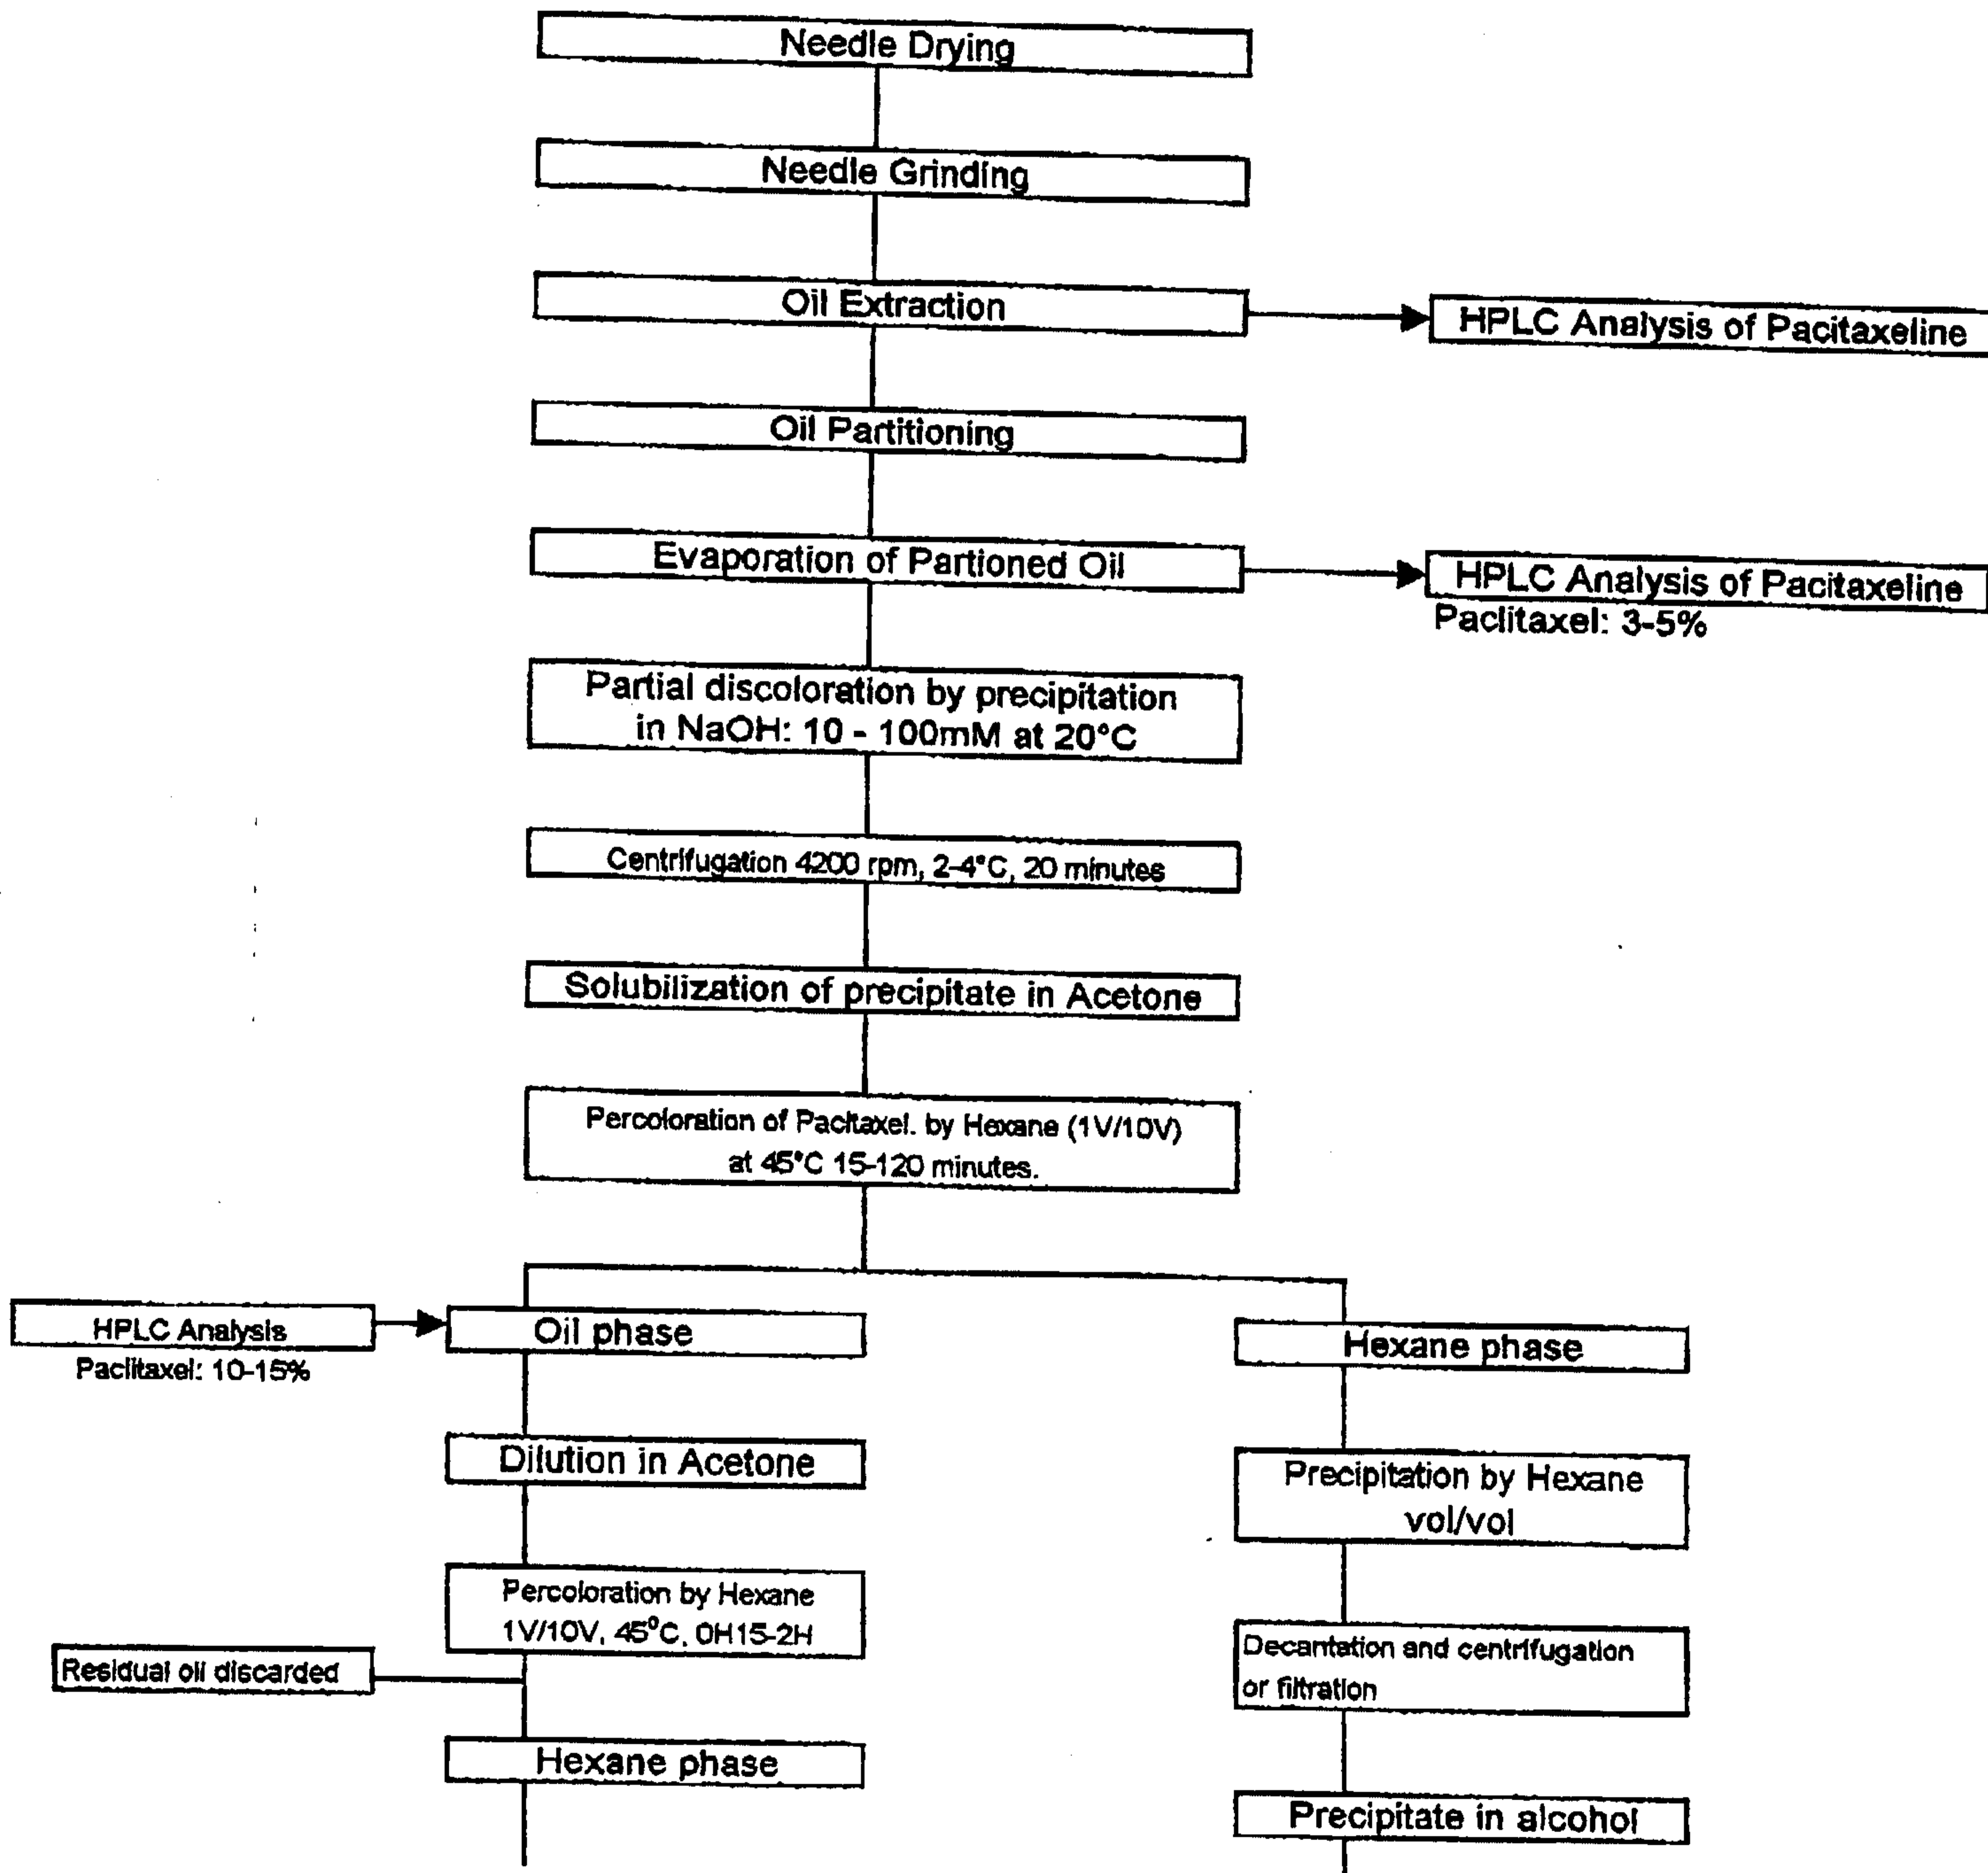 Needle Drying
Needle Grinding
Oil Extraction
HPLC Analysis of Pacitaxeline
Oil Partitioning
Evaporation of Partioned Oil
HPLC Analysis of Pacitaxeline
Paclitaxel: 3-5%
Partial discoloration by precipitation
in NaOH: 10 - 100mM at 20°C
Centrifugation 4200 rpm, 2-4°C, 20 minutes
Solubilization of precipitate in Acetone
Percoloration of Pacitaxel. by Hexane (1V/10V)
at 45°C 15-120 minutes.
HPLC Analysis
Paclitaxel: 10-15%
Oil phase
Hexane phase
Dilution in Acetone
Precipitation by Hexane
vol/vol
Percoloration by Hexane
1V/10V, 45°C, 0H15-2H
Residual oil discarded
Decantation and centrifugation
or filtration
Hexane phase
Precipitate in alcohol